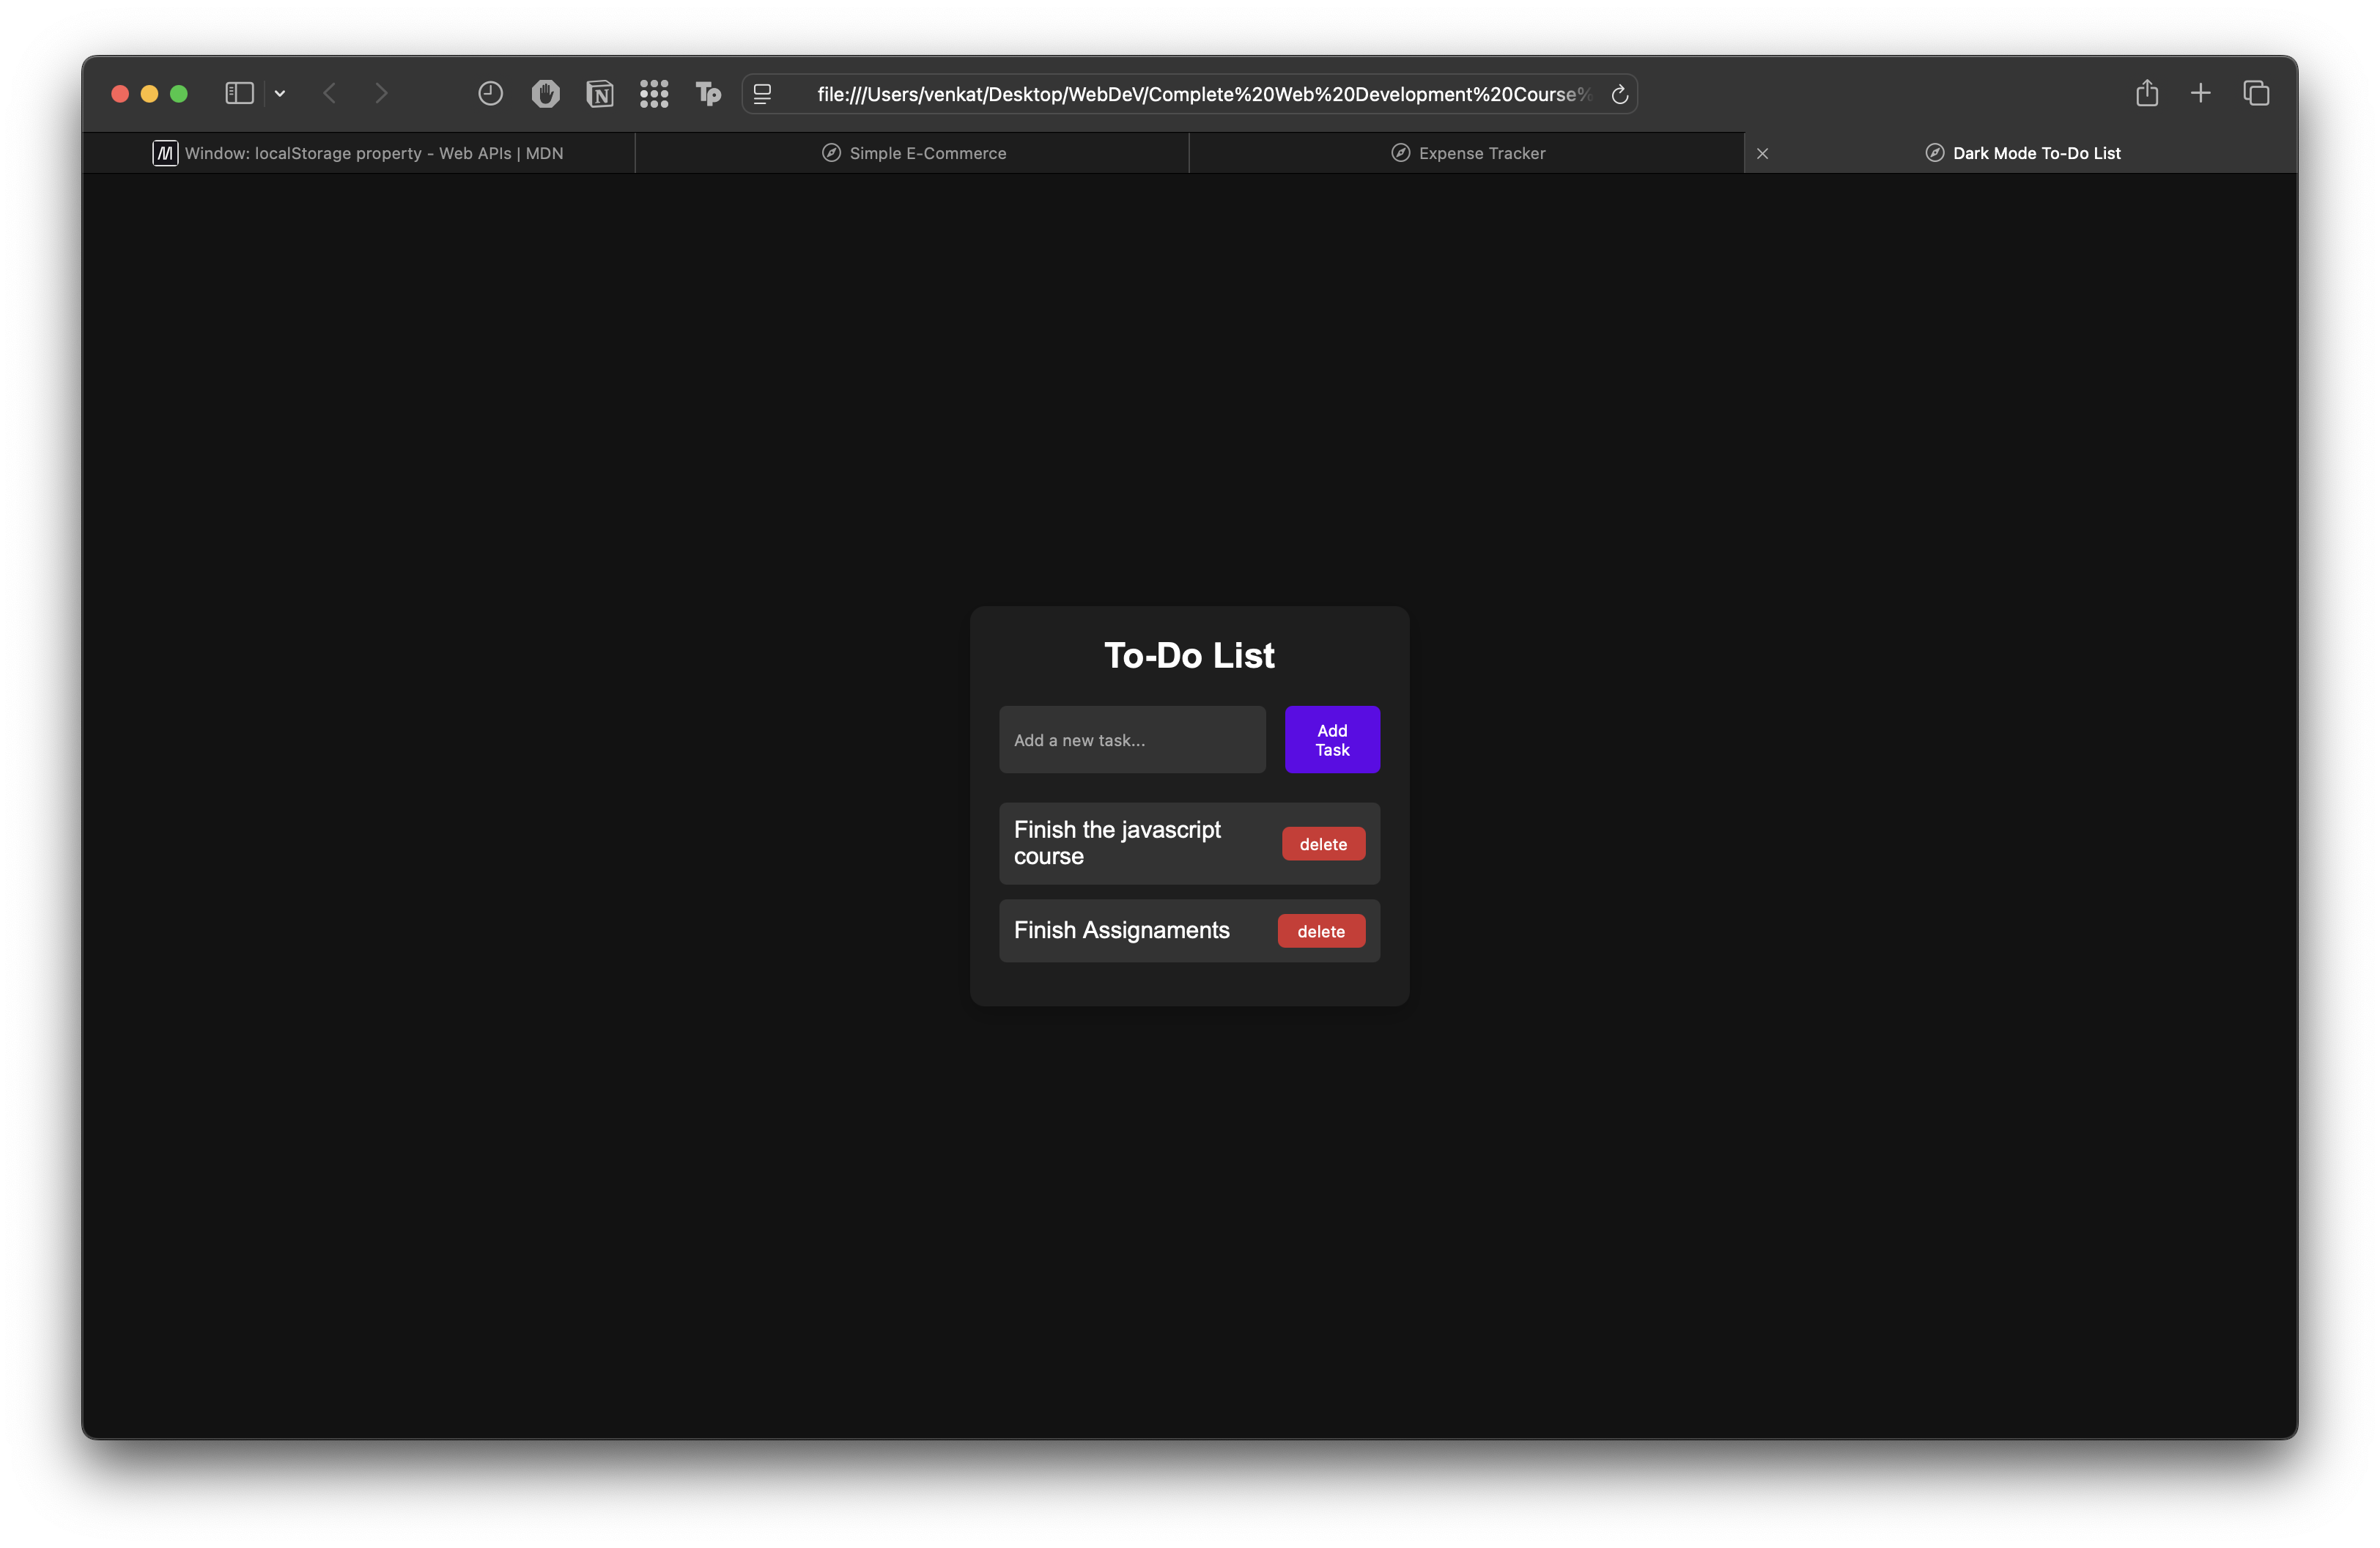 file:///Users/venkat/Desktop/WebDeV/Complete%20Web%20Development%20Course%
Window: localStorage property - Web APIs | MDN
Simple E-Commerce
Expense Tracker
Dark Mode To-Do List
To-Do List
Add a new task...
Add
Task
Finish the javascript
course
delete
Finish Assignaments
delete